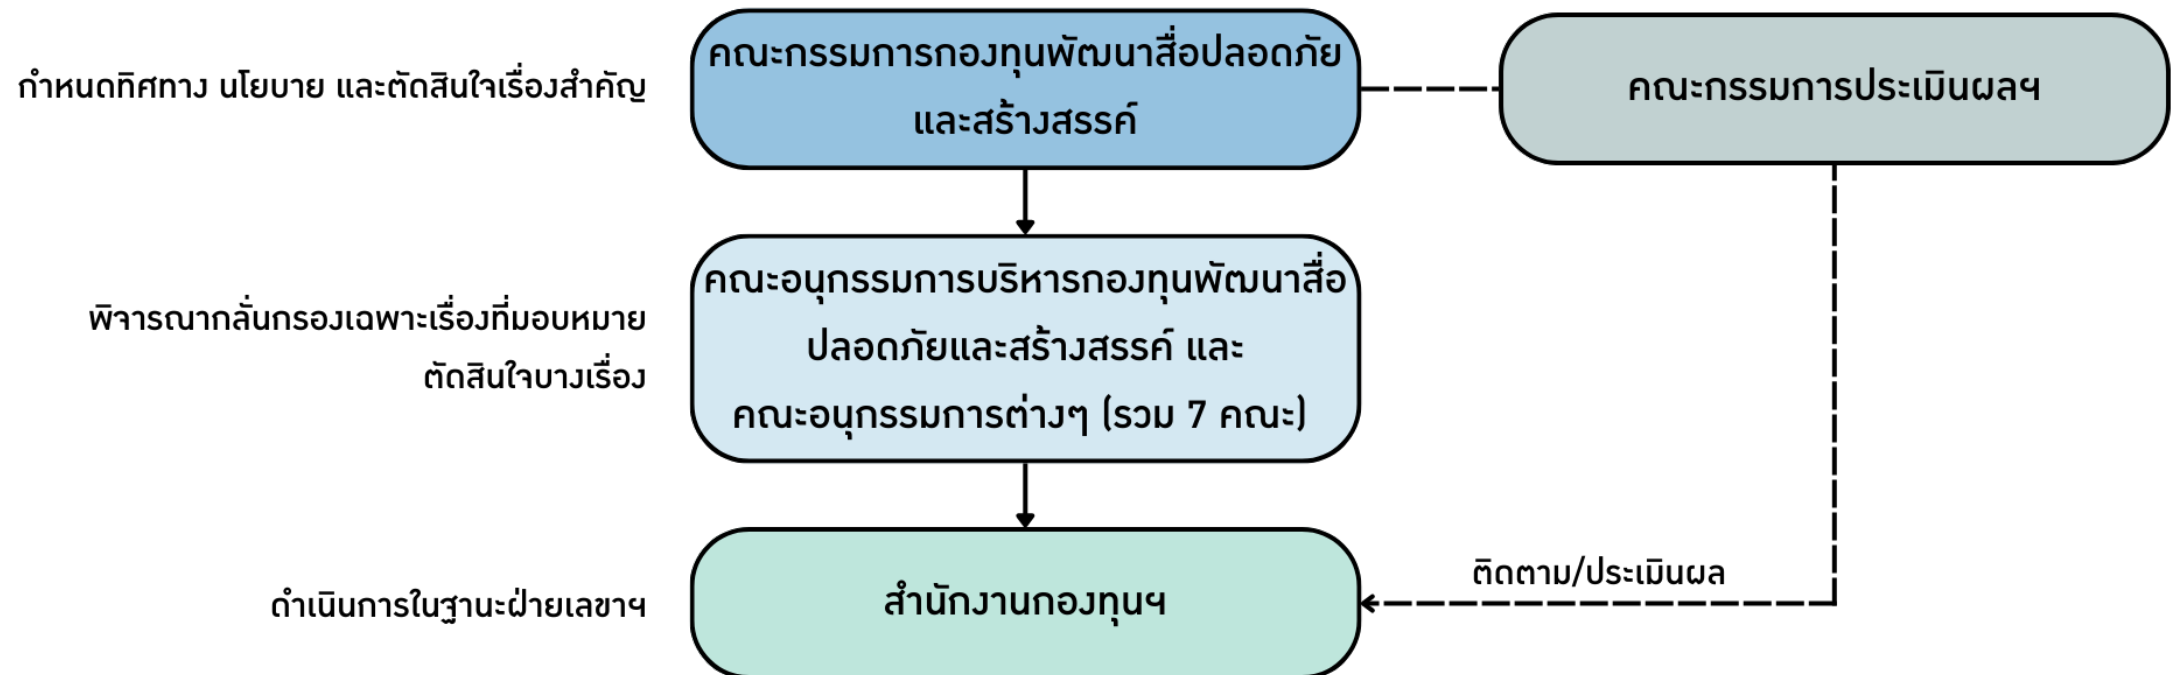 กำหนดทิศทาง นโยบาย และตัดสินใจเรื่องสำคัญ
คณะกรรมการกองทุนพัฒนาสื่อปลอดภัย
และสร้างสรรค์
คณะกรรมการประเมินผลฯ
พิจารณากลั่นกรองเฉพาะเรื่องที่มอบหมาย
ตัดสินใจบางเรื่อง
คณะอนุกรรมการบริหารกองทุนพัฒนาสื่อ
ปลอดภัยและสร้างสรรค์ และ
คณะอนุกรรมการต่างๆ (รวม 7 คณะ)
ดำเนินการในฐานะฝ่ายเลขาฯ
สำนักงานกองทุนฯ
ติดตาม/ประเมินผล